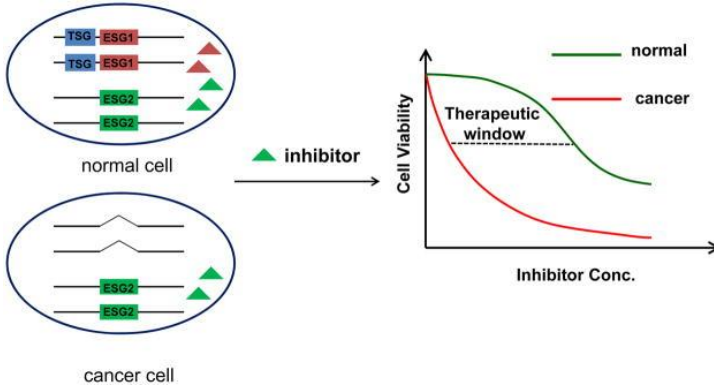 TSG ESG1
TSG ESG1
ESG2
ESG2
normal cell
inhibitor
ESG2
ESG2
cancer cell
normal
cancer
Therapeutic
window
Cell Viability
Inhibitor Conc.